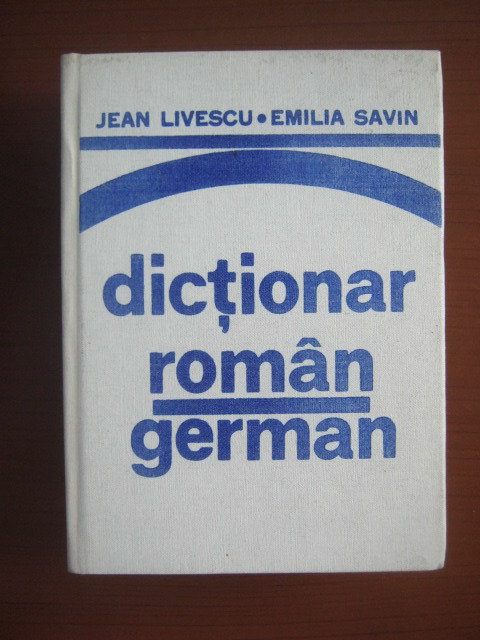 JEAN LIVESCU • EMILIA SAVIN
dicționar
român
german